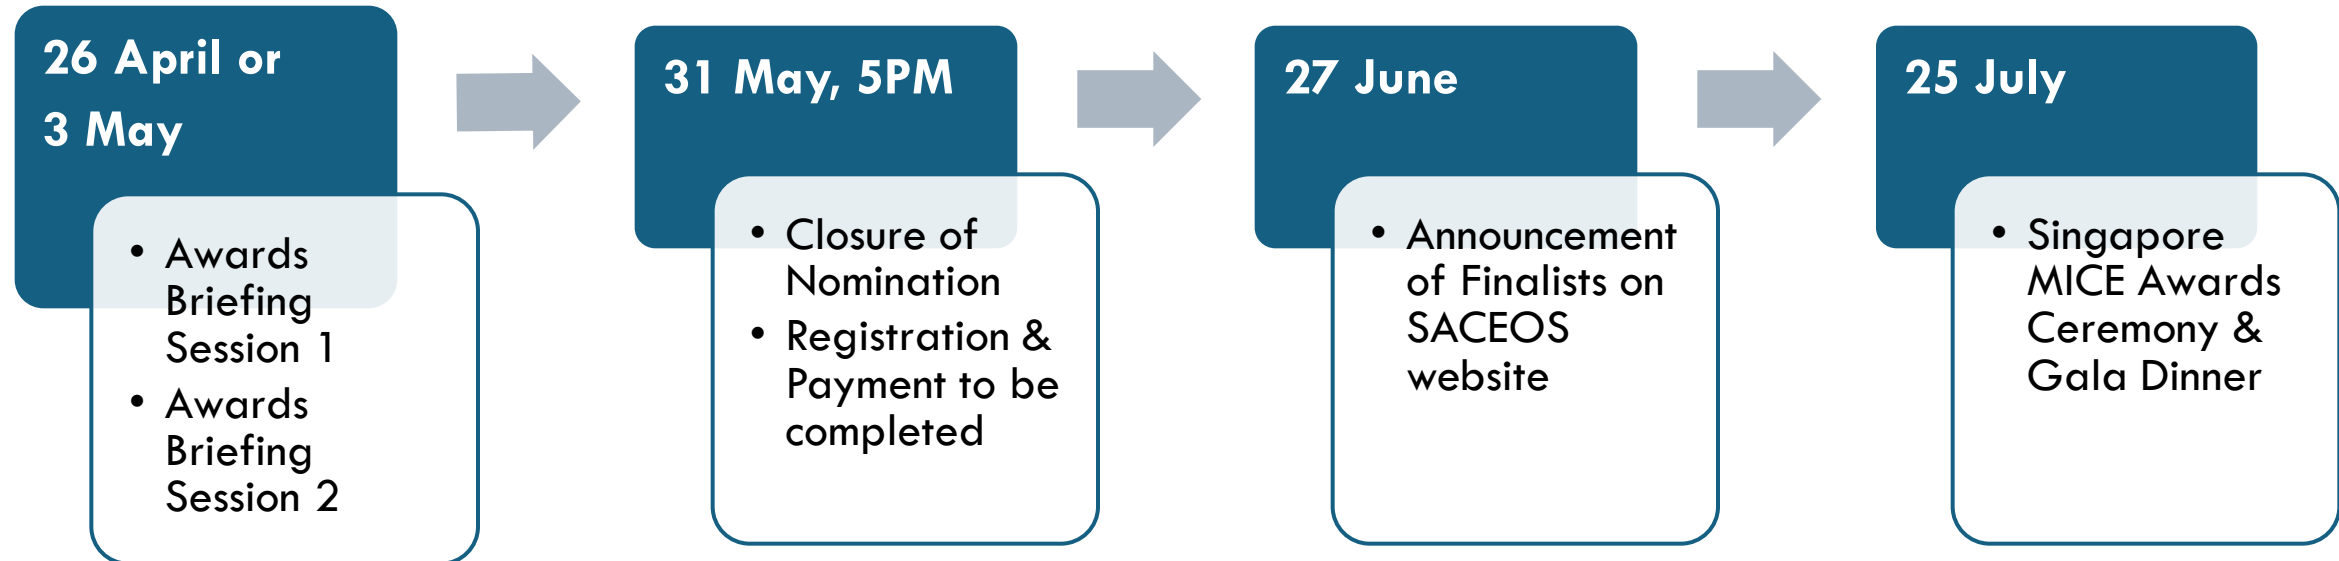 26 April or
3 May
• Awards
Briefing
Session 1
• Awards
Briefing
Session 2
31 May, 5PM
• Closure of
Nomination
• Registration &
Payment to be
completed
27 June
• Announcement
of Finalists on
SACEOS
website
25 July
• Singapore
MICE Awards
Ceremony &
Gala Dinner